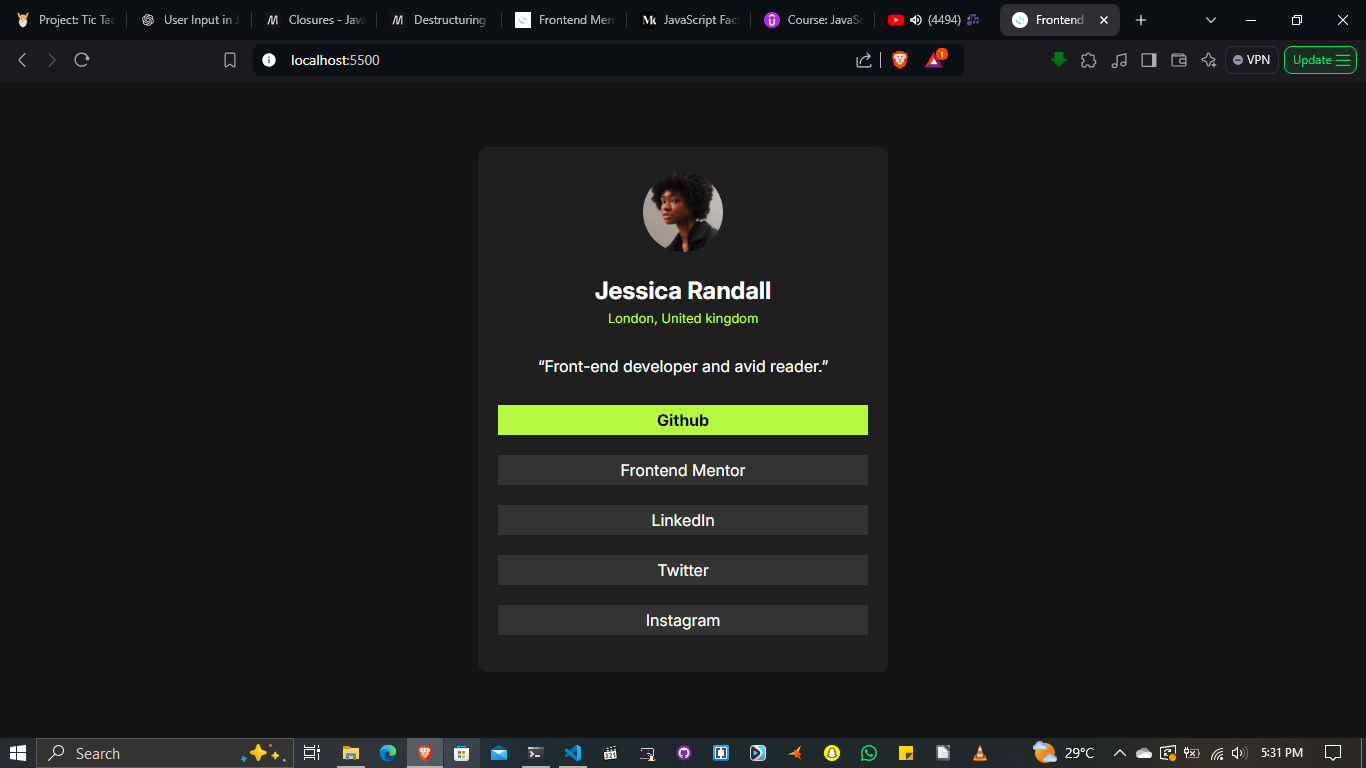 Project: Tic Tac
User Input in J
Closures - Java
Destructuring
Frontend Men
JavaScript Fac
Course: JavaSc
(4494)
Frontend
localhost:5500
1
VPN
Update
Jessica Randall
London, United kingdom
“Front-end developer and avid reader.”
Github
Frontend Mentor
LinkedIn
Twitter
Instagram
Search
29°C
5:31 PM